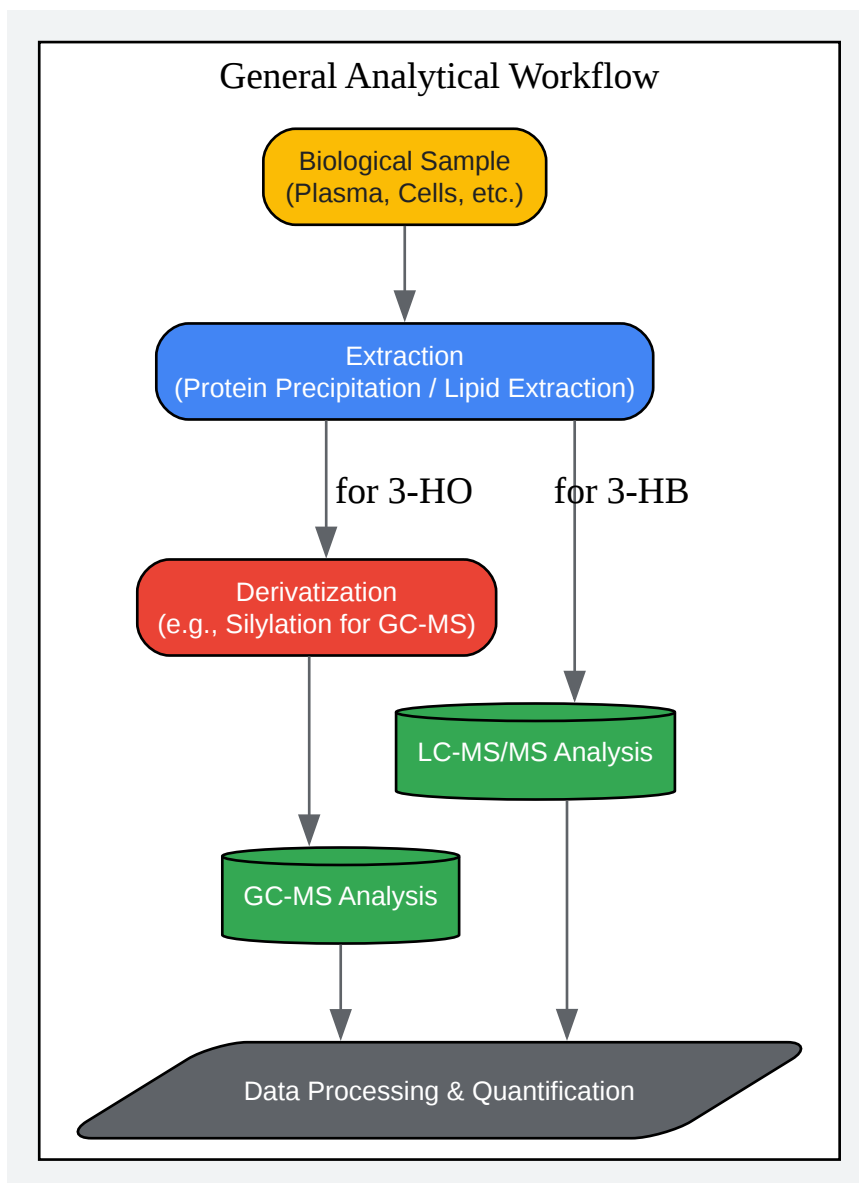 General Analytical Workflow
Biological Sample
(Plasma, Cells, etc.)
Extraction
(Protein Precipitation / Lipid Extraction)
for 3-HO
for 3-HB
Derivatization
(e.g., Silylation for GC-MS)
LC-MS/MS Analysis
GC-MS Analysis
Data Processing & Quantification